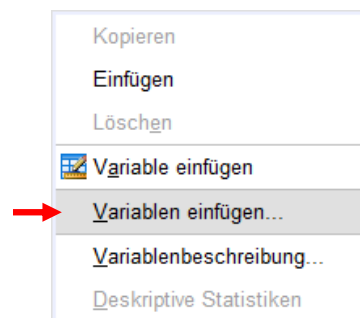 Kopieren
Einfügen
Löschen
Variable einfügen
Variablen einfügen...
Variablenbeschreibung...
Deskriptive Statistiken